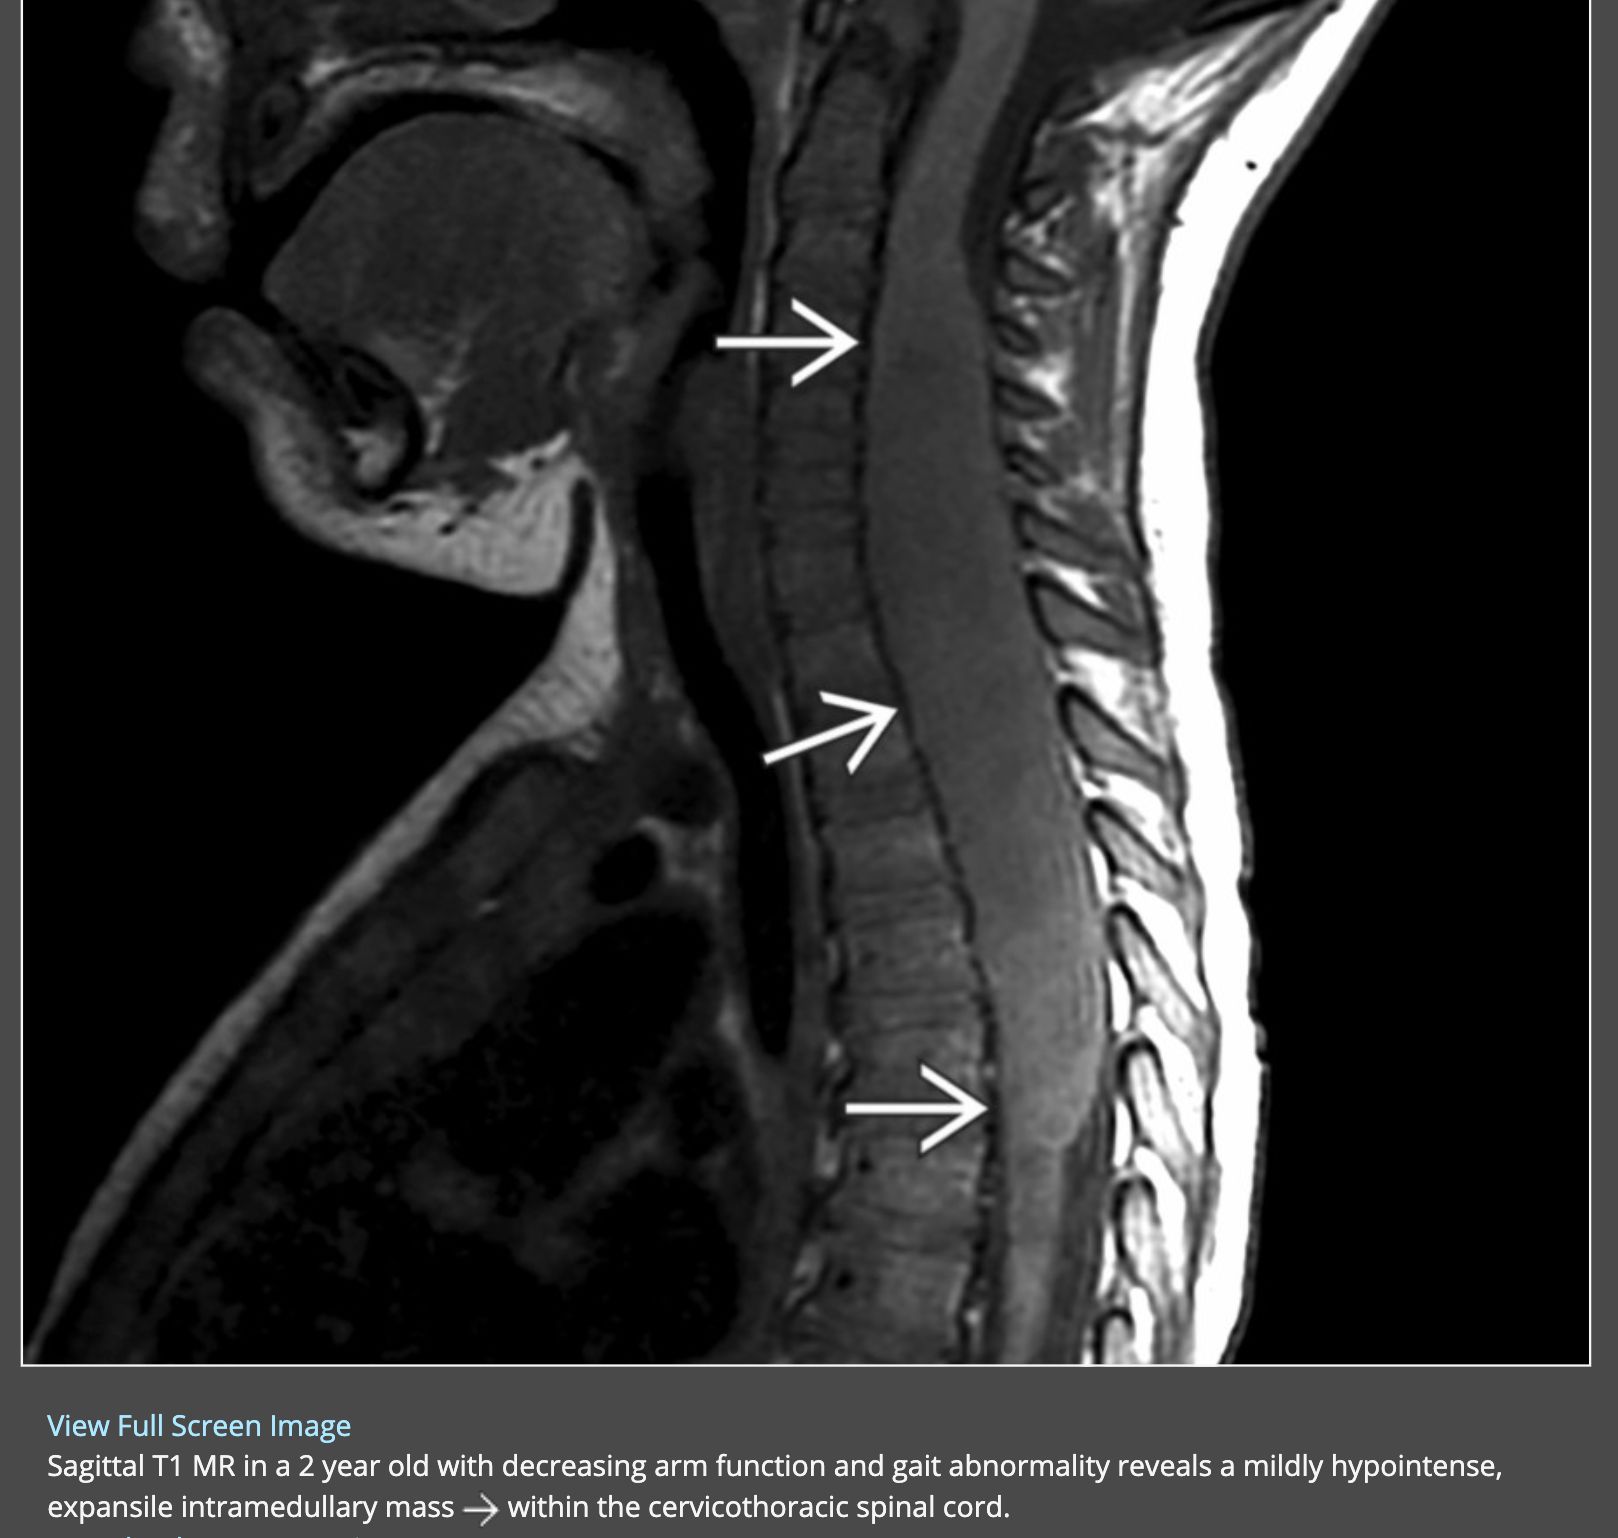 View Full Screen Image
Sagittal T1 MR in a 2 year old with decreasing arm function and gait abnormality reveals a mildly hypointense,
expansile intramedullary mass → within the cervicothoracic spinal cord.